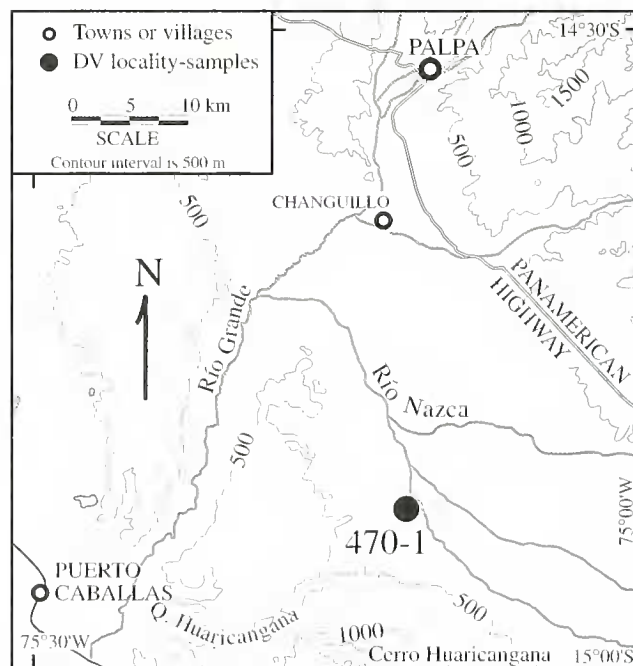 Towns or villages
DV locality-samples
0 5 10 km
SCALE
Contour interval is 500 m
14°30'S
PALPA
1500
1000
500
500
CHANGUILLO
N
PANAMERICAN
HIGHWAY
Río Grande
Río Nazca
500
75°00'W
470-1
PUERTO
CABALLAS
Q. Huaricangana
500
75°30'W
1000
15°00'S
Cerro Huaricangana